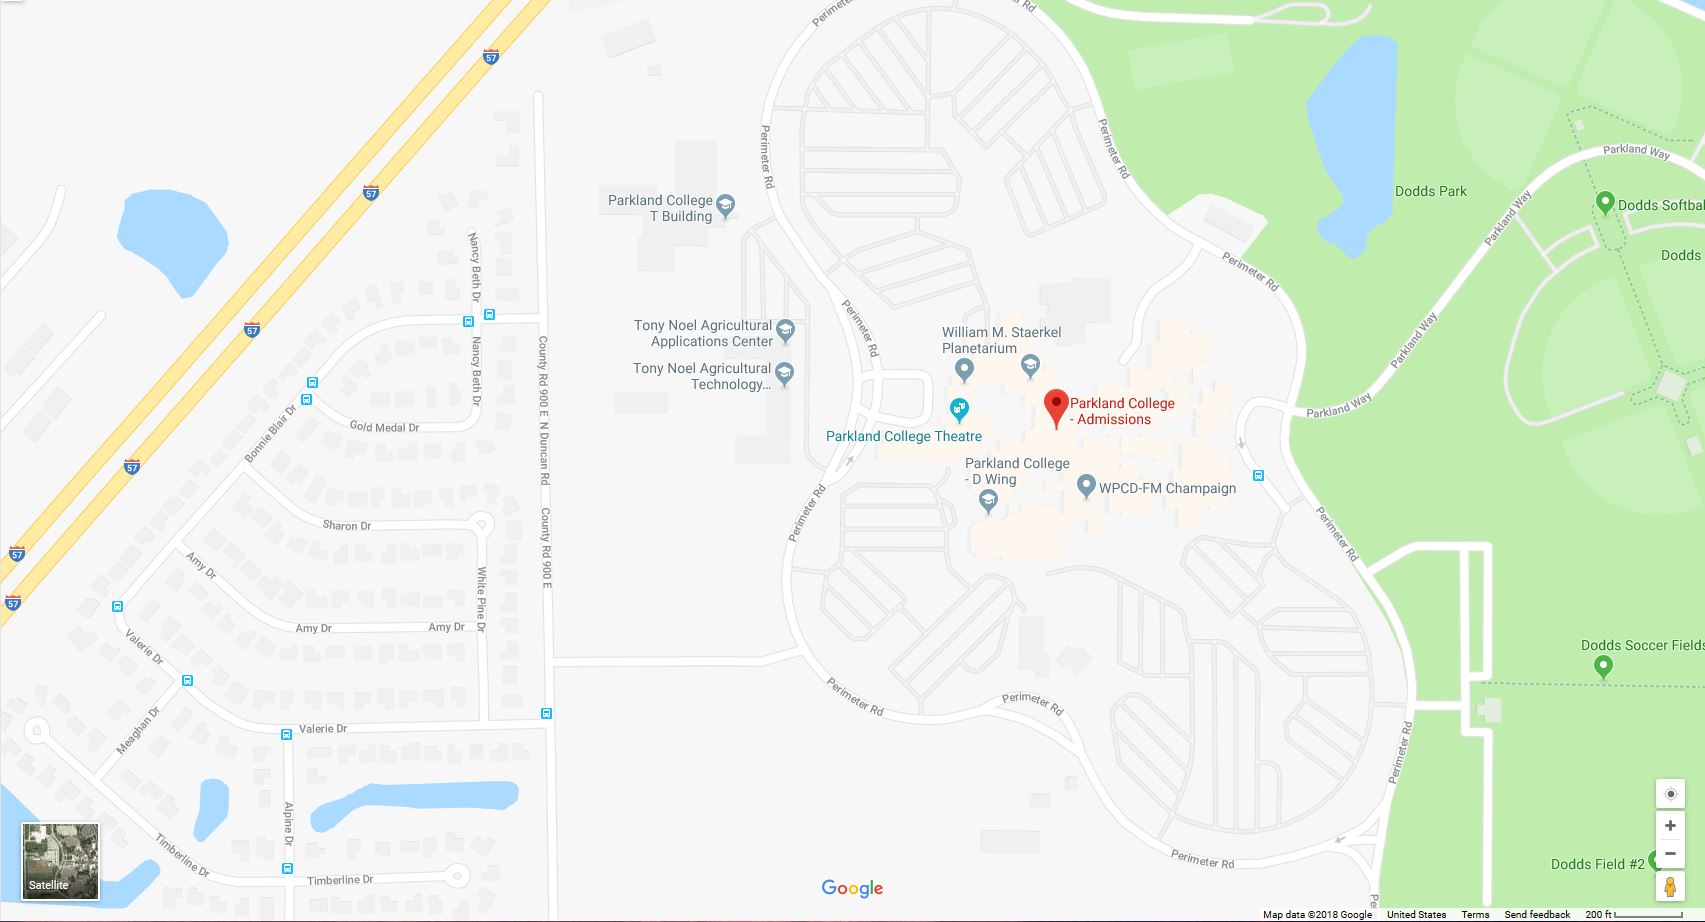 Perimeter Rd
Perimeter Rd
57
Perimeter Rd
Perimeter Rd
Parkland Way
57
Dodds Park
Parkland Way
Dodds Softbal
Parkland College
T Building
Nancy Beth Dr
Dodds
Perimeter Rd
57
Tony Noel Agricultural
Applications Center
Perimeter Rd
William M. Staerkel
Planetarium
Parkland Way
Nancy Beth Dr
County Rd 900 E
N Duncan Rd
Tony Noel Agricultural
Technology...
Parkland College
- Admissions
Parkland Way
Bonnie Blair Dr
Gold Medal Dr
Parkland College Theatre
57
Parkland College
- D Wing
WPCD-FM Champaign
Perimeter Rd
Sharon Dr
County Rd 900 E
Perimeter Rd
57
Amy Dr
57
White Pine Dr
Amy Dr
Amy Dr
Valerie Dr
Dodds Soccer Fields
Perimeter Rd
Perimeter Rd
Meaghan Dr
Valerie Dr
Perimeter Rd
Alpine Dr
Timberline Dr
Perimeter Rd
Dodds Field #2
Timberline Dr
Satellite
Google
Per
Map data ©2018 Google
United States
Terms
Send feedback
200 ft